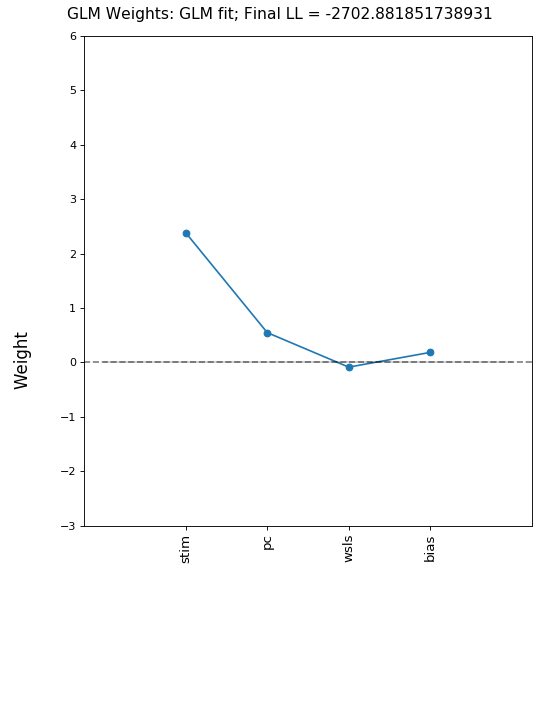 GLM Weights: GLM fit; Final LL = -2702.881851738931
6
5
4
3
2
1
0
−1
−2
−3
Weight
stim
pc
wsls
bias